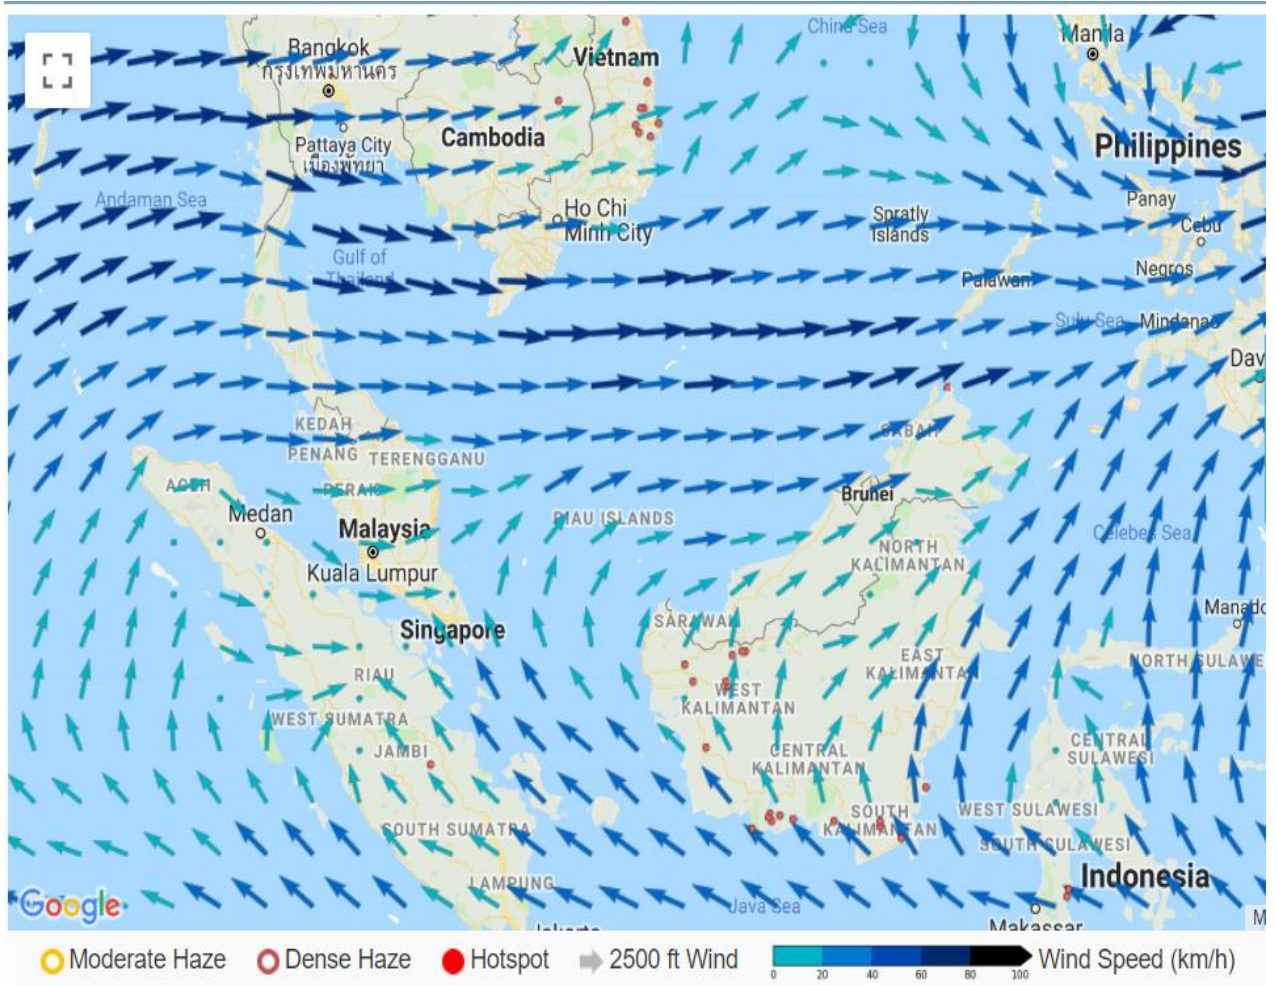 China Sea
Manila
Bangkok
กรุงเทพมหานคร
Vietnam
Pattaya City
เมืองพัทยา
Cambodia
Philippines
Andaman Sea
Panay
Ho Chi
Minh City
Spratly
Islands
Cebu
Gulf of
Thailand
Negros
Palawan
Sulu Sea
Mindanao
Dav
KEDAH
PENANG
TERENGGANU
SABAH
ACEH
PERAK
Brunei
Medan
Malaysia
RIAU ISLANDS
Celebes Sea
NORTH
KALIMANTAN
Kuala Lumpur
Manado
Singapore
SARAWAK
RIAU
EAST
KALIMANTAN
NORTH SULAWE
WEST
KALIMANTAN
WEST SUMATRA
JAMBI
CENTRAL
KALIMANTAN
CENTRAL
SULAWESI
SOUTH SUMATRA
SOUTH
KALIMANTAN
WEST SULAWESI
SOUTH SULAWESI
LAMPUNG
Indonesia
Google
Java Sea
Makassar
M
Jakarta
Moderate Haze
Dense Haze
Hotspot
2500 ft Wind
0 20 40 60 80 100
Wind Speed (km/h)